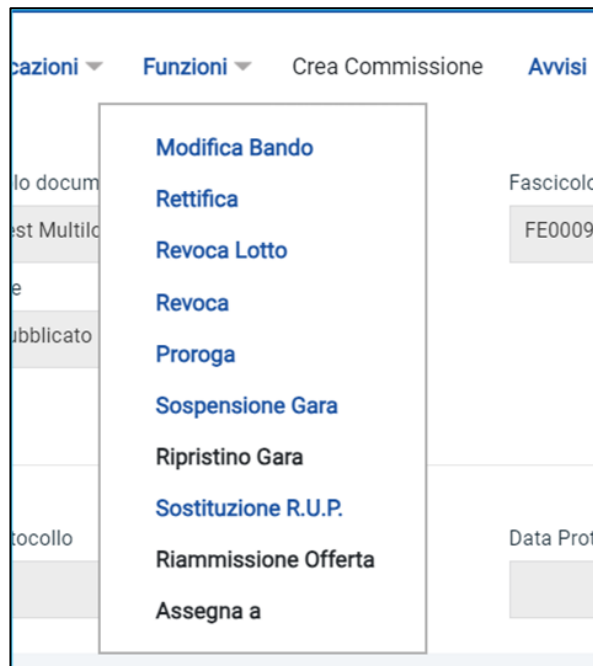 cazioni Funzioni Crea Commissione Avvisi
Modifica Bando
lo docum Fascicolo
Rettifica
est Multilo FE0009
Revoca Lotto
e
Revoca
ubblicato
Proroga
Sospensione Gara
Ripristino Gara
Sostituzione R.U.P.
tocollo Data Prot
Riammissione Offerta
Assegna a